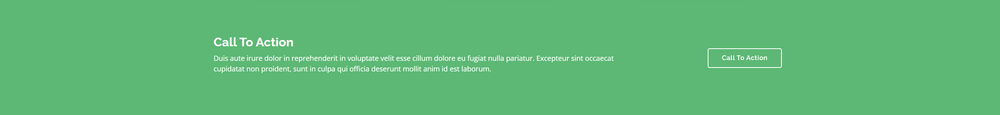 Call To Action
Duis aute irure dolor in reprehenderit in voluptate velit esse cillum dolore eu fugiat nulla pariatur. Excepteur sint occaecat
cupidatat non proident, sunt in culpa qui officia deserunt mollit anim id est laborum.
Call To Action